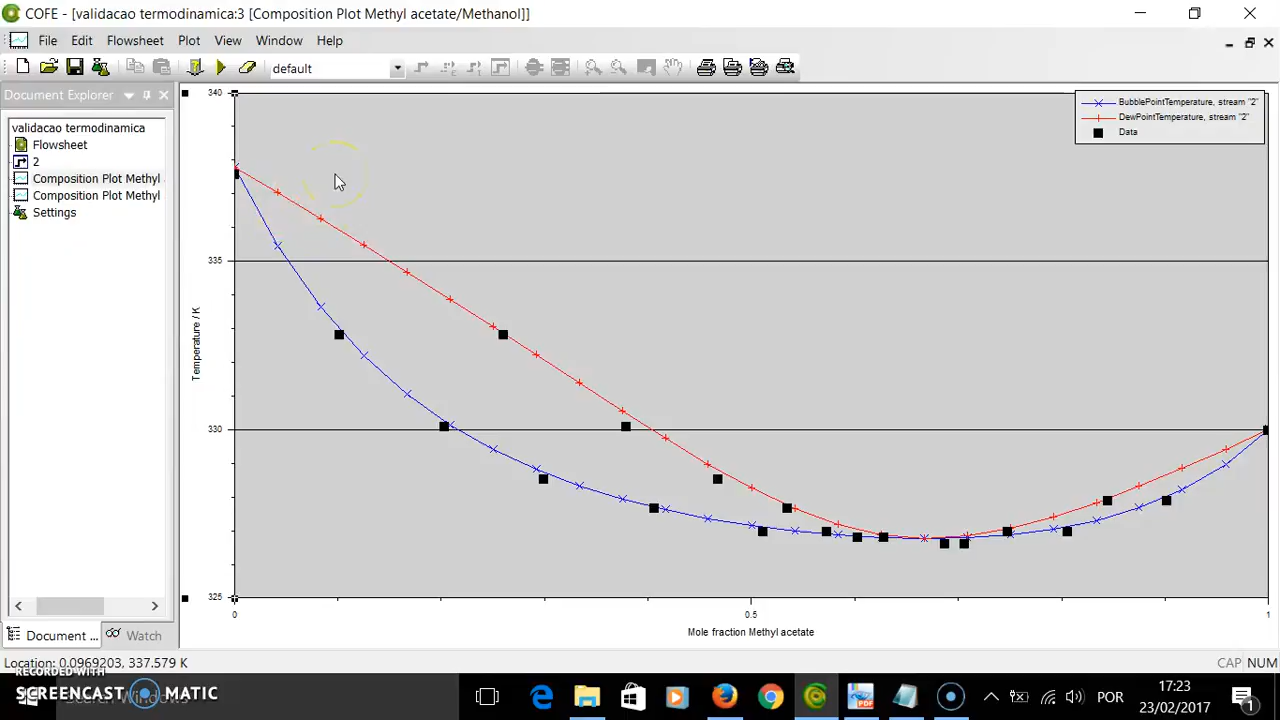 COFE - [validacao termodinamica:3 [Composition Plot Methyl acetate/Methanol]]
File Edit Flowsheet Plot View Window Help
default
Document Explorer
validacao termodinamica
Flowsheet
2
Composition Plot Methyl
Composition Plot Methyl
Settings
Document ... Watch
340
335
330
325
Temperature / K
0 0.5 1
Mole fraction Methyl acetate
BubblePointTemperature, stream "2"
DewPointTemperature, stream "2"
Data
Location: 0.0969203, 337.579 K
CAP NUM
RECORDED WITH
SCREENCAST MATIC
Search Windows
POR
17:23
23/02/2017
1